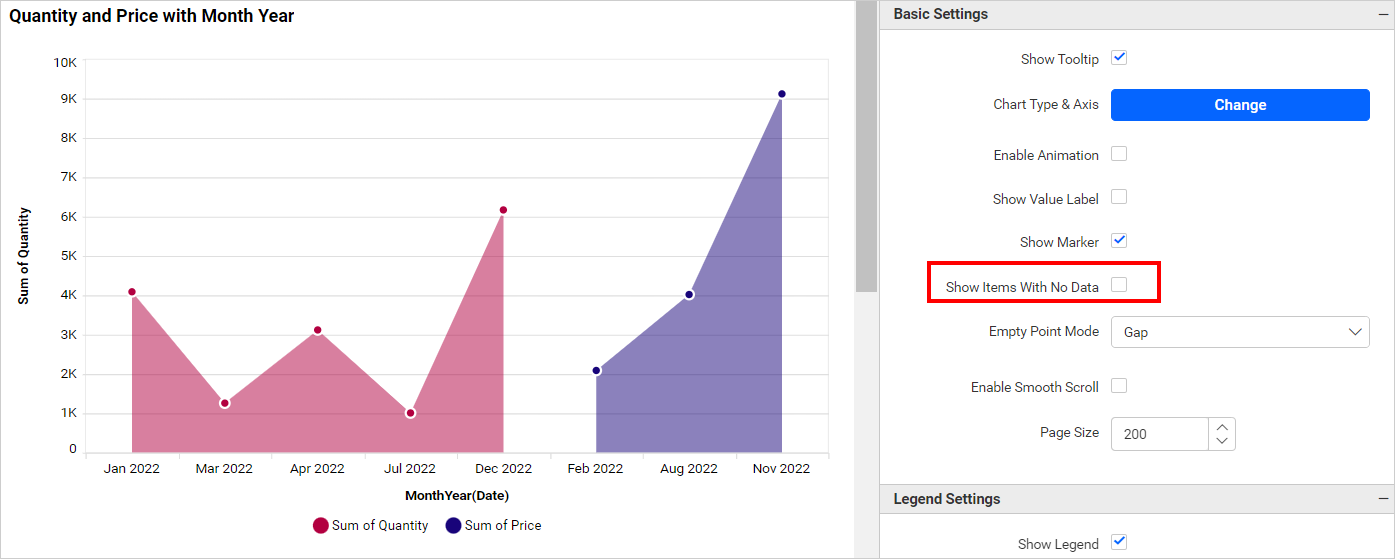 Quantity and Price with Month Year
10K
9K
8K
7K
6K
5K
4K
3K
2K
1K
0
Sum of Quantity
Jan 2022 Mar 2022 Apr 2022 Jul 2022 Dec 2022 Feb 2022 Aug 2022 Nov 2022
MonthYear(Date)
Sum of Quantity Sum of Price
Basic Settings
Show Tooltip
Chart Type & Axis Change
Enable Animation
Show Value Label
Show Marker
Show Items With No Data
Empty Point Mode Gap
Enable Smooth Scroll
Page Size 200
Legend Settings
Show Legend